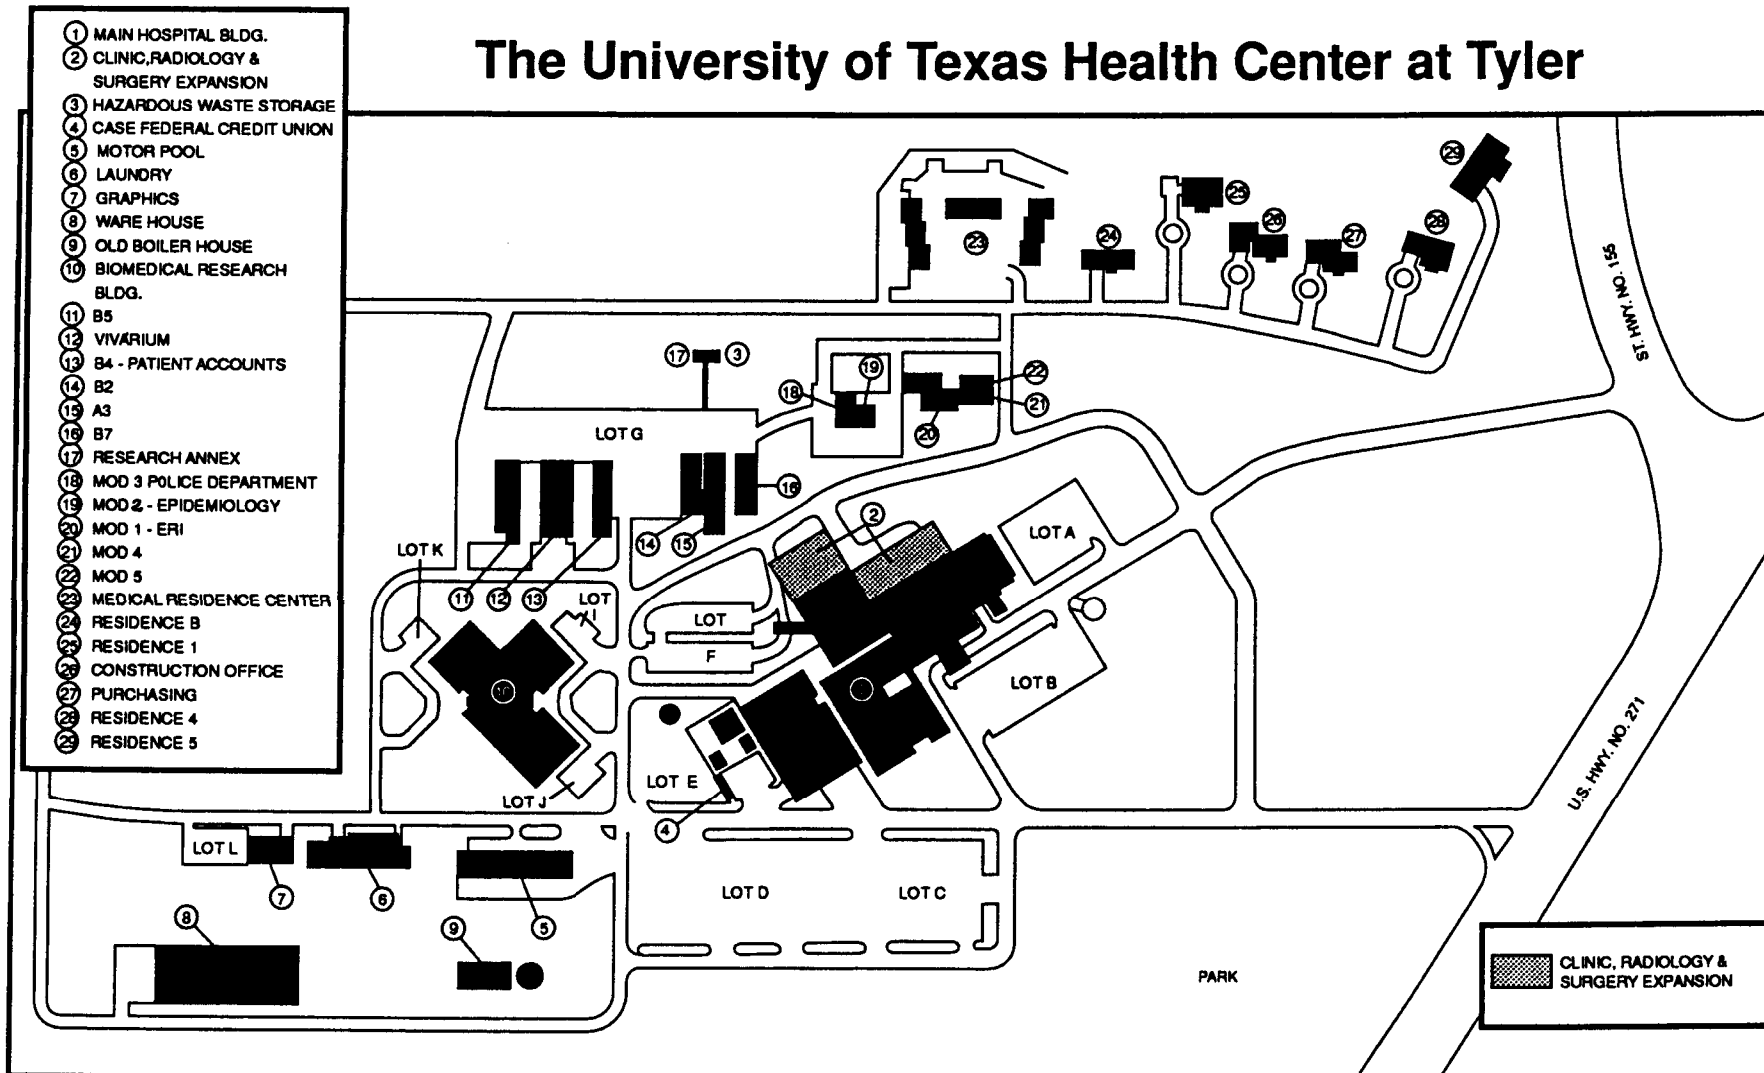 The University of Texas Health Center at Tyler
1 MAIN HOSPITAL BLDG.
2 CLINIC,RADIOLOGY &
SURGERY EXPANSION
3 HAZARDOUS WASTE STORAGE
4 CASE FEDERAL CREDIT UNION
5 MOTOR POOL
6 LAUNDRY
7 GRAPHICS
8 WARE HOUSE
9 OLD BOILER HOUSE
10 BIOMEDICAL RESEARCH
BLDG.
11 B5
12 VIVARIUM
13 B4 - PATIENT ACCOUNTS
14 B2
15 A3
16 B7
17 RESEARCH ANNEX
18 MOD 3 POLICE DEPARTMENT
19 MOD 2 - EPIDEMIOLOGY
20 MOD 1 - ERI
21 MOD 4
22 MOD 5
23 MEDICAL RESIDENCE CENTER
24 RESIDENCE B
25 RESIDENCE 1
26 CONSTRUCTION OFFICE
27 PURCHASING
28 RESIDENCE 4
29 RESIDENCE 5
29
25
26
28
24
27
23
ST. HWY. NO. 155
17
3
19
22
18
21
20
LOT G
16
2
14
15
LOT A
LOT K
11
12
13
LOT
I
LOT
F
LOT B
10
1
LOT E
LOT J
U.S. HWY. NO. 271
4
LOT L
7
6
LOT D
LOT C
8
9
5
PARK
CLINIC, RADIOLOGY &
SURGERY EXPANSION